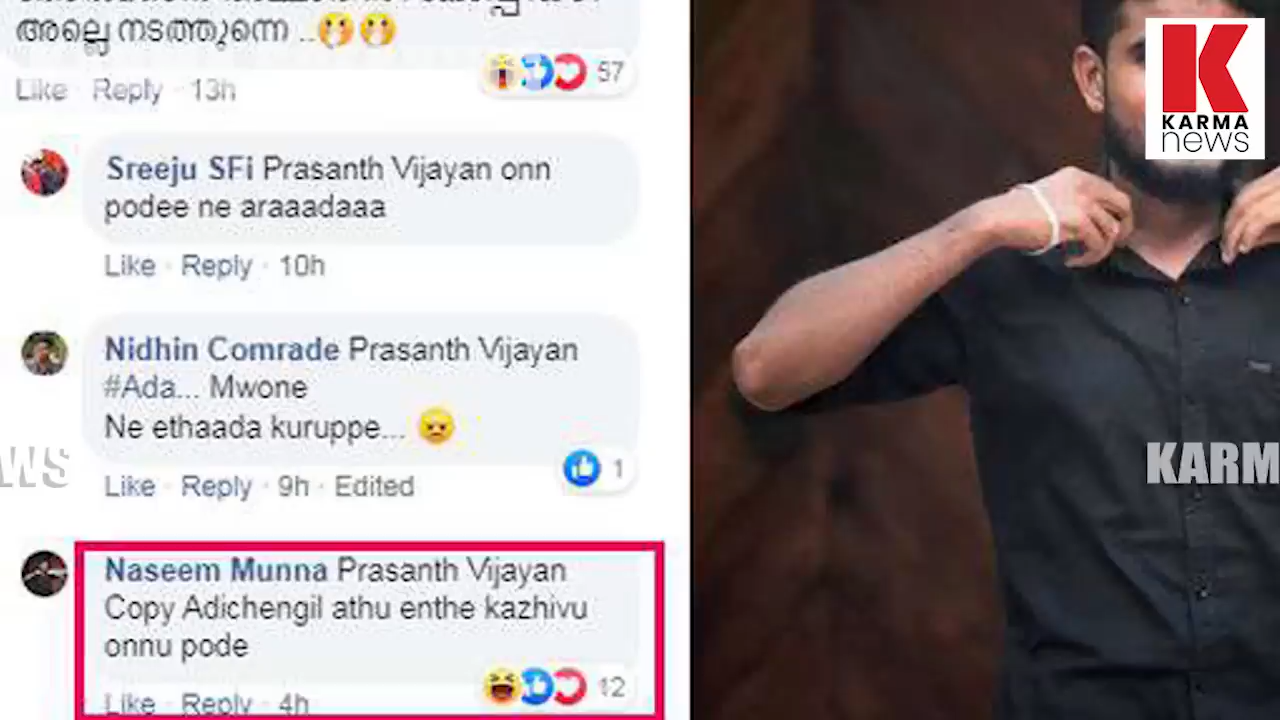 അല്ലെ നടത്തുന്നെ ..🤭🤭
57
Like · Reply · 13h
Sreeju SFi Prasanth Vijayan onn
podee ne araaadaaa
Like · Reply · 10h
Nidhin Comrade Prasanth Vijayan
#Ada... Mwone
Ne ethaada kuruppe... 😠
1
Like · Reply · 9h · Edited
Naseem Munna Prasanth Vijayan
Copy Adichengil athu enthe kazhivu
onnu pode
12
Like · Reply · 4h
K
KARMA
news
EWS
KARM